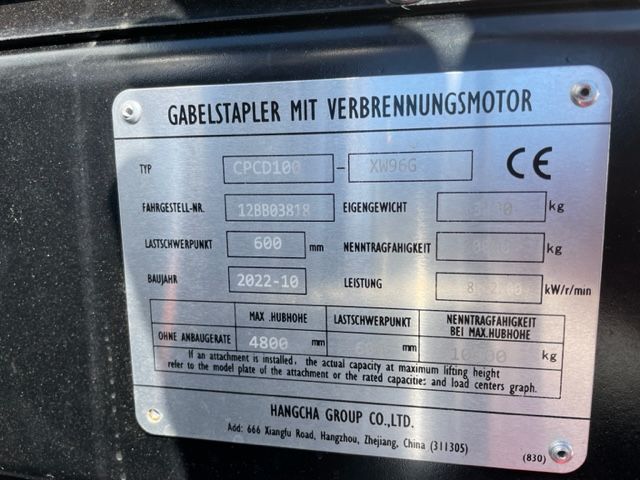 GABELSTAPLER MIT VERBRENNUNGSMOTOR
TYP CPCD100 - XW96G CE
FAHRGESTELL-NR. 12BB03818 EIGENGEWICHT kg
LASTSCHWERPUNKT 600 mm NENNTRAGFAHIGKEIT kg
BAUJAHR 2022-10 LEISTUNG kW/r/min
MAX .HUBHOHE LASTSCHWERPUNKT NENNTRAGFAHIGKEIT BEI MAX.HUBHOHE
OHNE ANBAUGERATE 4800 mm mm kg
If an attachment is installed, the actual capacity at maximum lifting height
refer to the model plate of the attachment or the rated capacities and load centers graph.
HANGCHA GROUP CO.,LTD.
Add: 666 Xiangfu Road, Hangzhou, Zhejiang, China (311305)
(830)